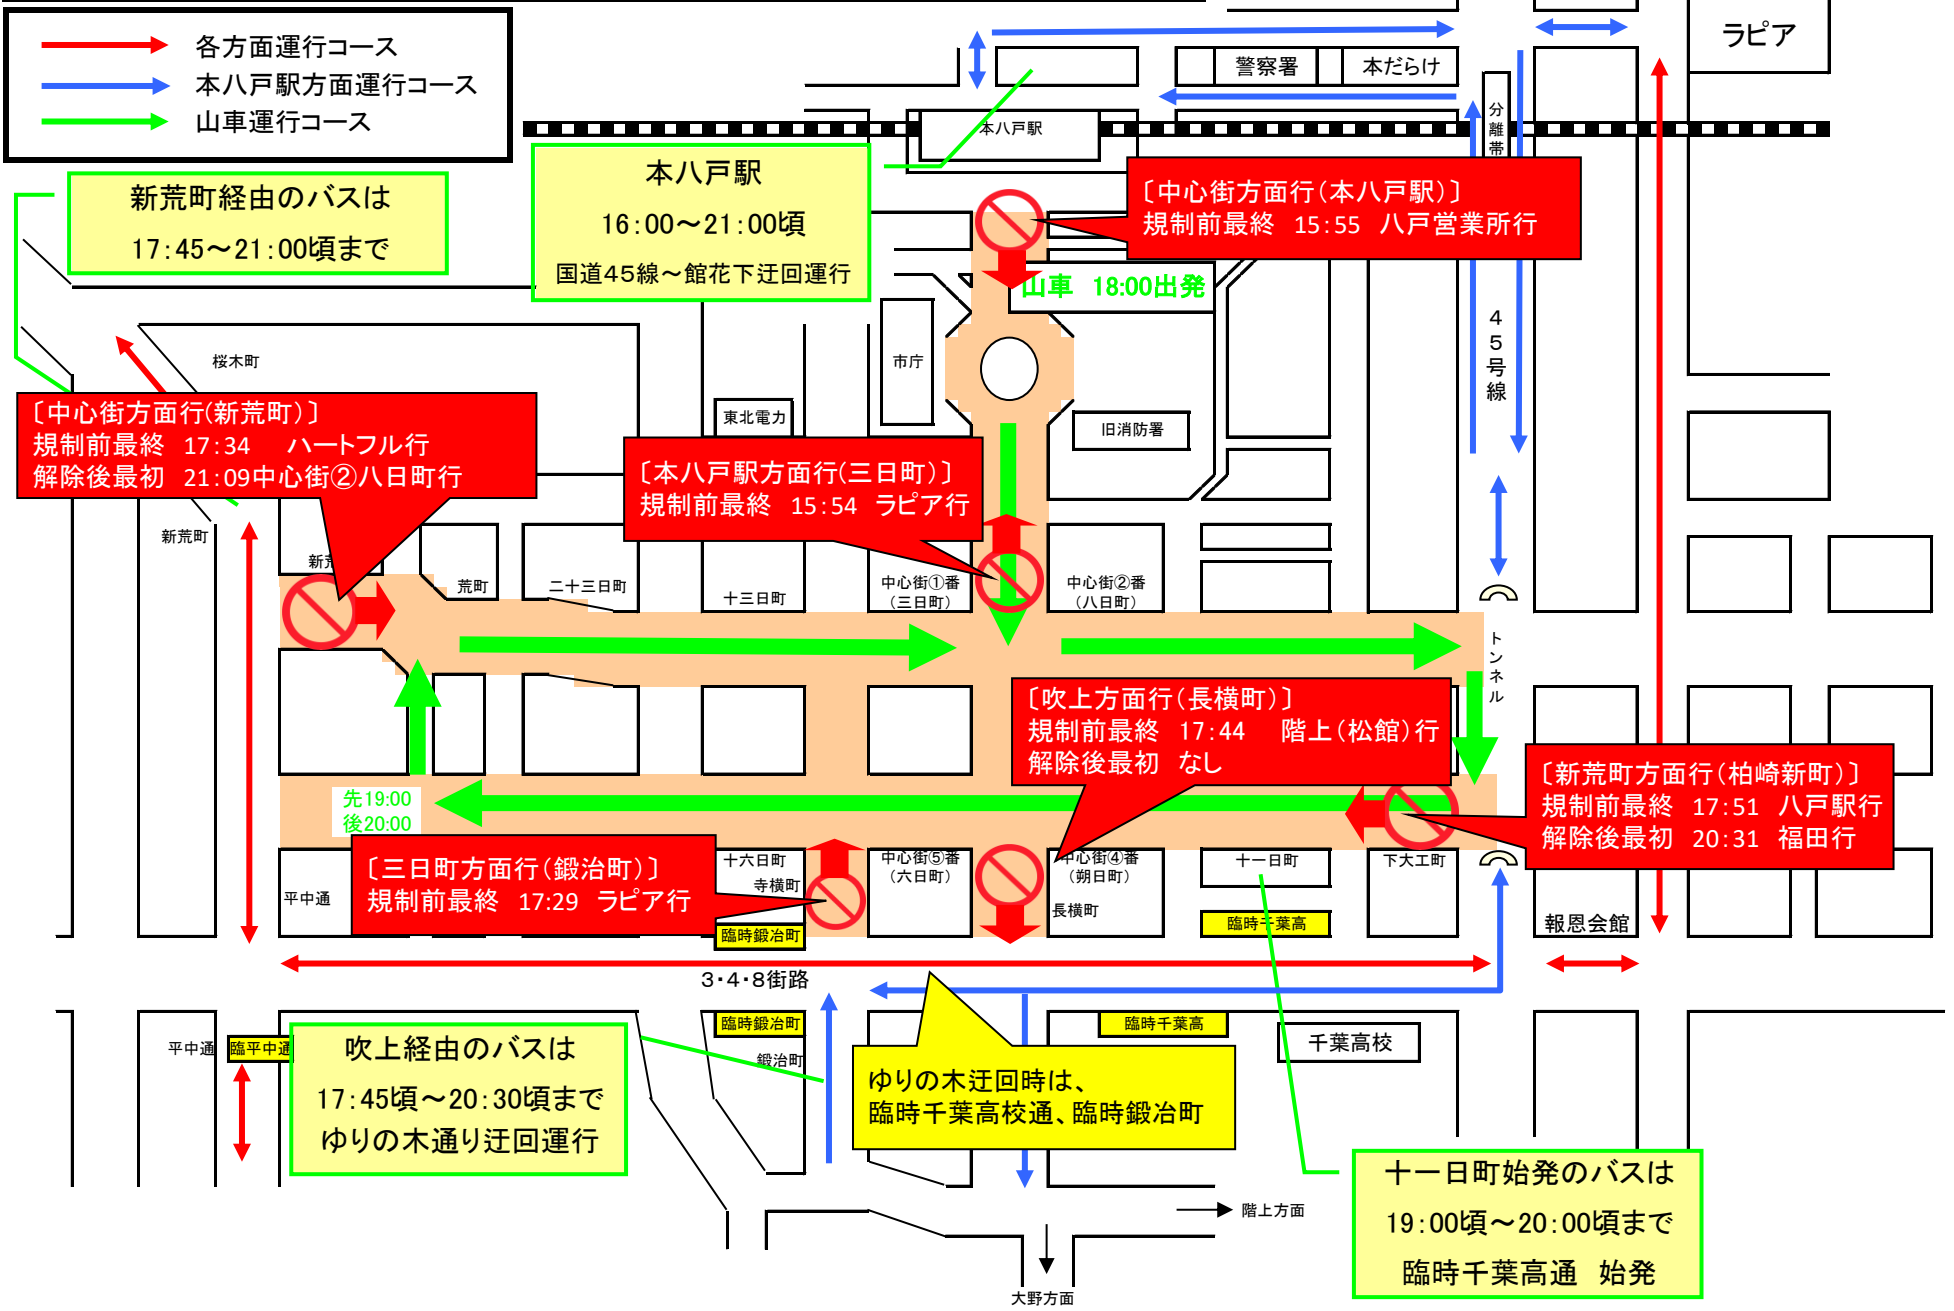 各方面運行コース
本八戸駅方面運行コース
山車運行コース
ラピア
警察署
本だらけ
分離帯
本八戸駅
新荒町経由のバスは
17:45～21:00頃まで
本八戸駅
16:00～21:00頃
国道45線～館花下迂回運行
〔中心街方面行(本八戸駅)〕
規制前最終 15:55 八戸営業所行
山車 18:00出発
45号線
桜木町
市庁
東北電力
旧消防署
〔中心街方面行(新荒町)〕
規制前最終 17:34 ハートフル行
解除後最初 21:09中心街②八日町行
〔本八戸駅方面行(三日町)〕
規制前最終 15:54 ラピア行
新荒町
新荒
荒町
二十三日町
十三日町
中心街①番
(三日町)
中心街②番
(八日町)
トンネル
〔吹上方面行(長横町)〕
規制前最終 17:44 階上(松館)行
解除後最初 なし
〔新荒町方面行(柏崎新町)〕
規制前最終 17:51 八戸駅行
解除後最初 20:31 福田行
先19:00
後20:00
〔三日町方面行(鍛治町)〕
規制前最終 17:29 ラピア行
平中通
十六日町
寺横町
臨時鍛冶町
中心街⑤番
(六日町)
中心街④番
(朔日町)
長横町
十一日町
臨時千葉高
下大工町
報恩会館
3・4・8街路
平中通
臨平中通
臨時鍛冶町
鍛治町
臨時千葉高
千葉高校
吹上経由のバスは
17:45頃～20:30頃まで
ゆりの木通り迂回運行
ゆりの木迂回時は、
臨時千葉高校通、臨時鍛冶町
十一日町始発のバスは
19:00頃～20:00頃まで
臨時千葉高通 始発
階上方面
大野方面